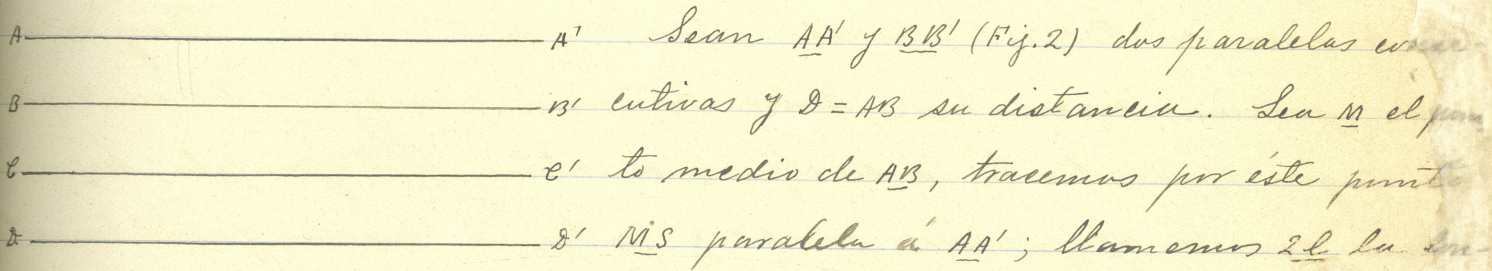 A A' Sean AA' y BB' (Fig. 2) dos paralelas conse-
B B' cutivas y D = AB su distancia. Sea M el pun
C C' to medio de AB, tracemos por éste punto
D D' MS paralela á AA'; llamemos 2l la lon-